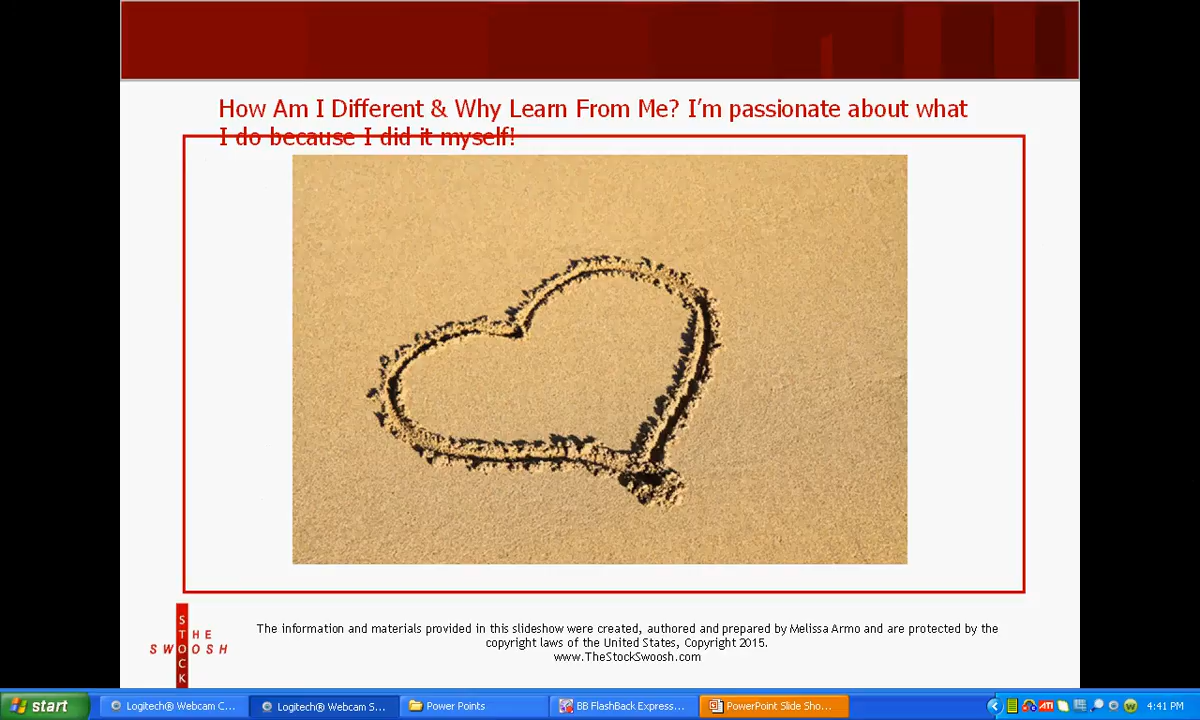 How Am I Different & Why Learn From Me? I'm passionate about what
I do because I did it myself!
STOCK
THE
SWOOSH
The information and materials provided in this slideshow were created, authored and prepared by Melissa Armo and are protected by the
copyright laws of the United States, Copyright 2015.
www.TheStockSwoosh.com
start
Logitech® Webcam C...
Logitech® Webcam S...
Power Points
BB FlashBack Express...
PowerPoint Slide Sho...
ATI
4:41 PM